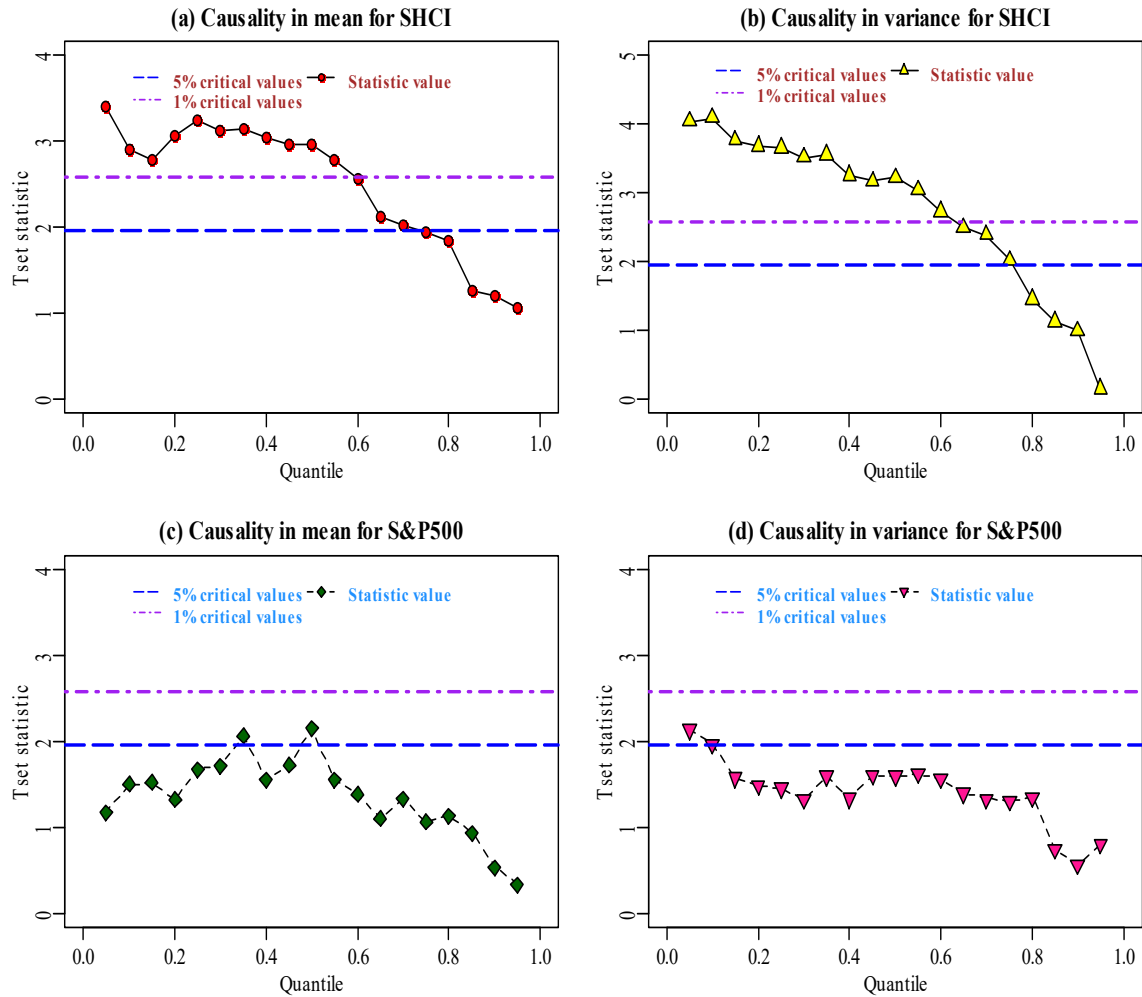 (a) Causality in mean for SHCI
5% critical values Statistic value
1% critical values
Tset statistic
0 1 2 3 4
0.0 0.2 0.4 0.6 0.8 1.0
Quantile
(b) Causality in variance for SHCI
5% critical values Statistic value
1% critical values
Tset statistic
0 1 2 3 4 5
0.0 0.2 0.4 0.6 0.8 1.0
Quantile
(c) Causality in mean for S&P500
5% critical values Statistic value
1% critical values
Tset statistic
0 1 2 3 4
0.0 0.2 0.4 0.6 0.8 1.0
Quantile
(d) Causality in variance for S&P500
5% critical values Statistic value
1% critical values
Tset statistic
0 1 2 3 4
0.0 0.2 0.4 0.6 0.8 1.0
Quantile